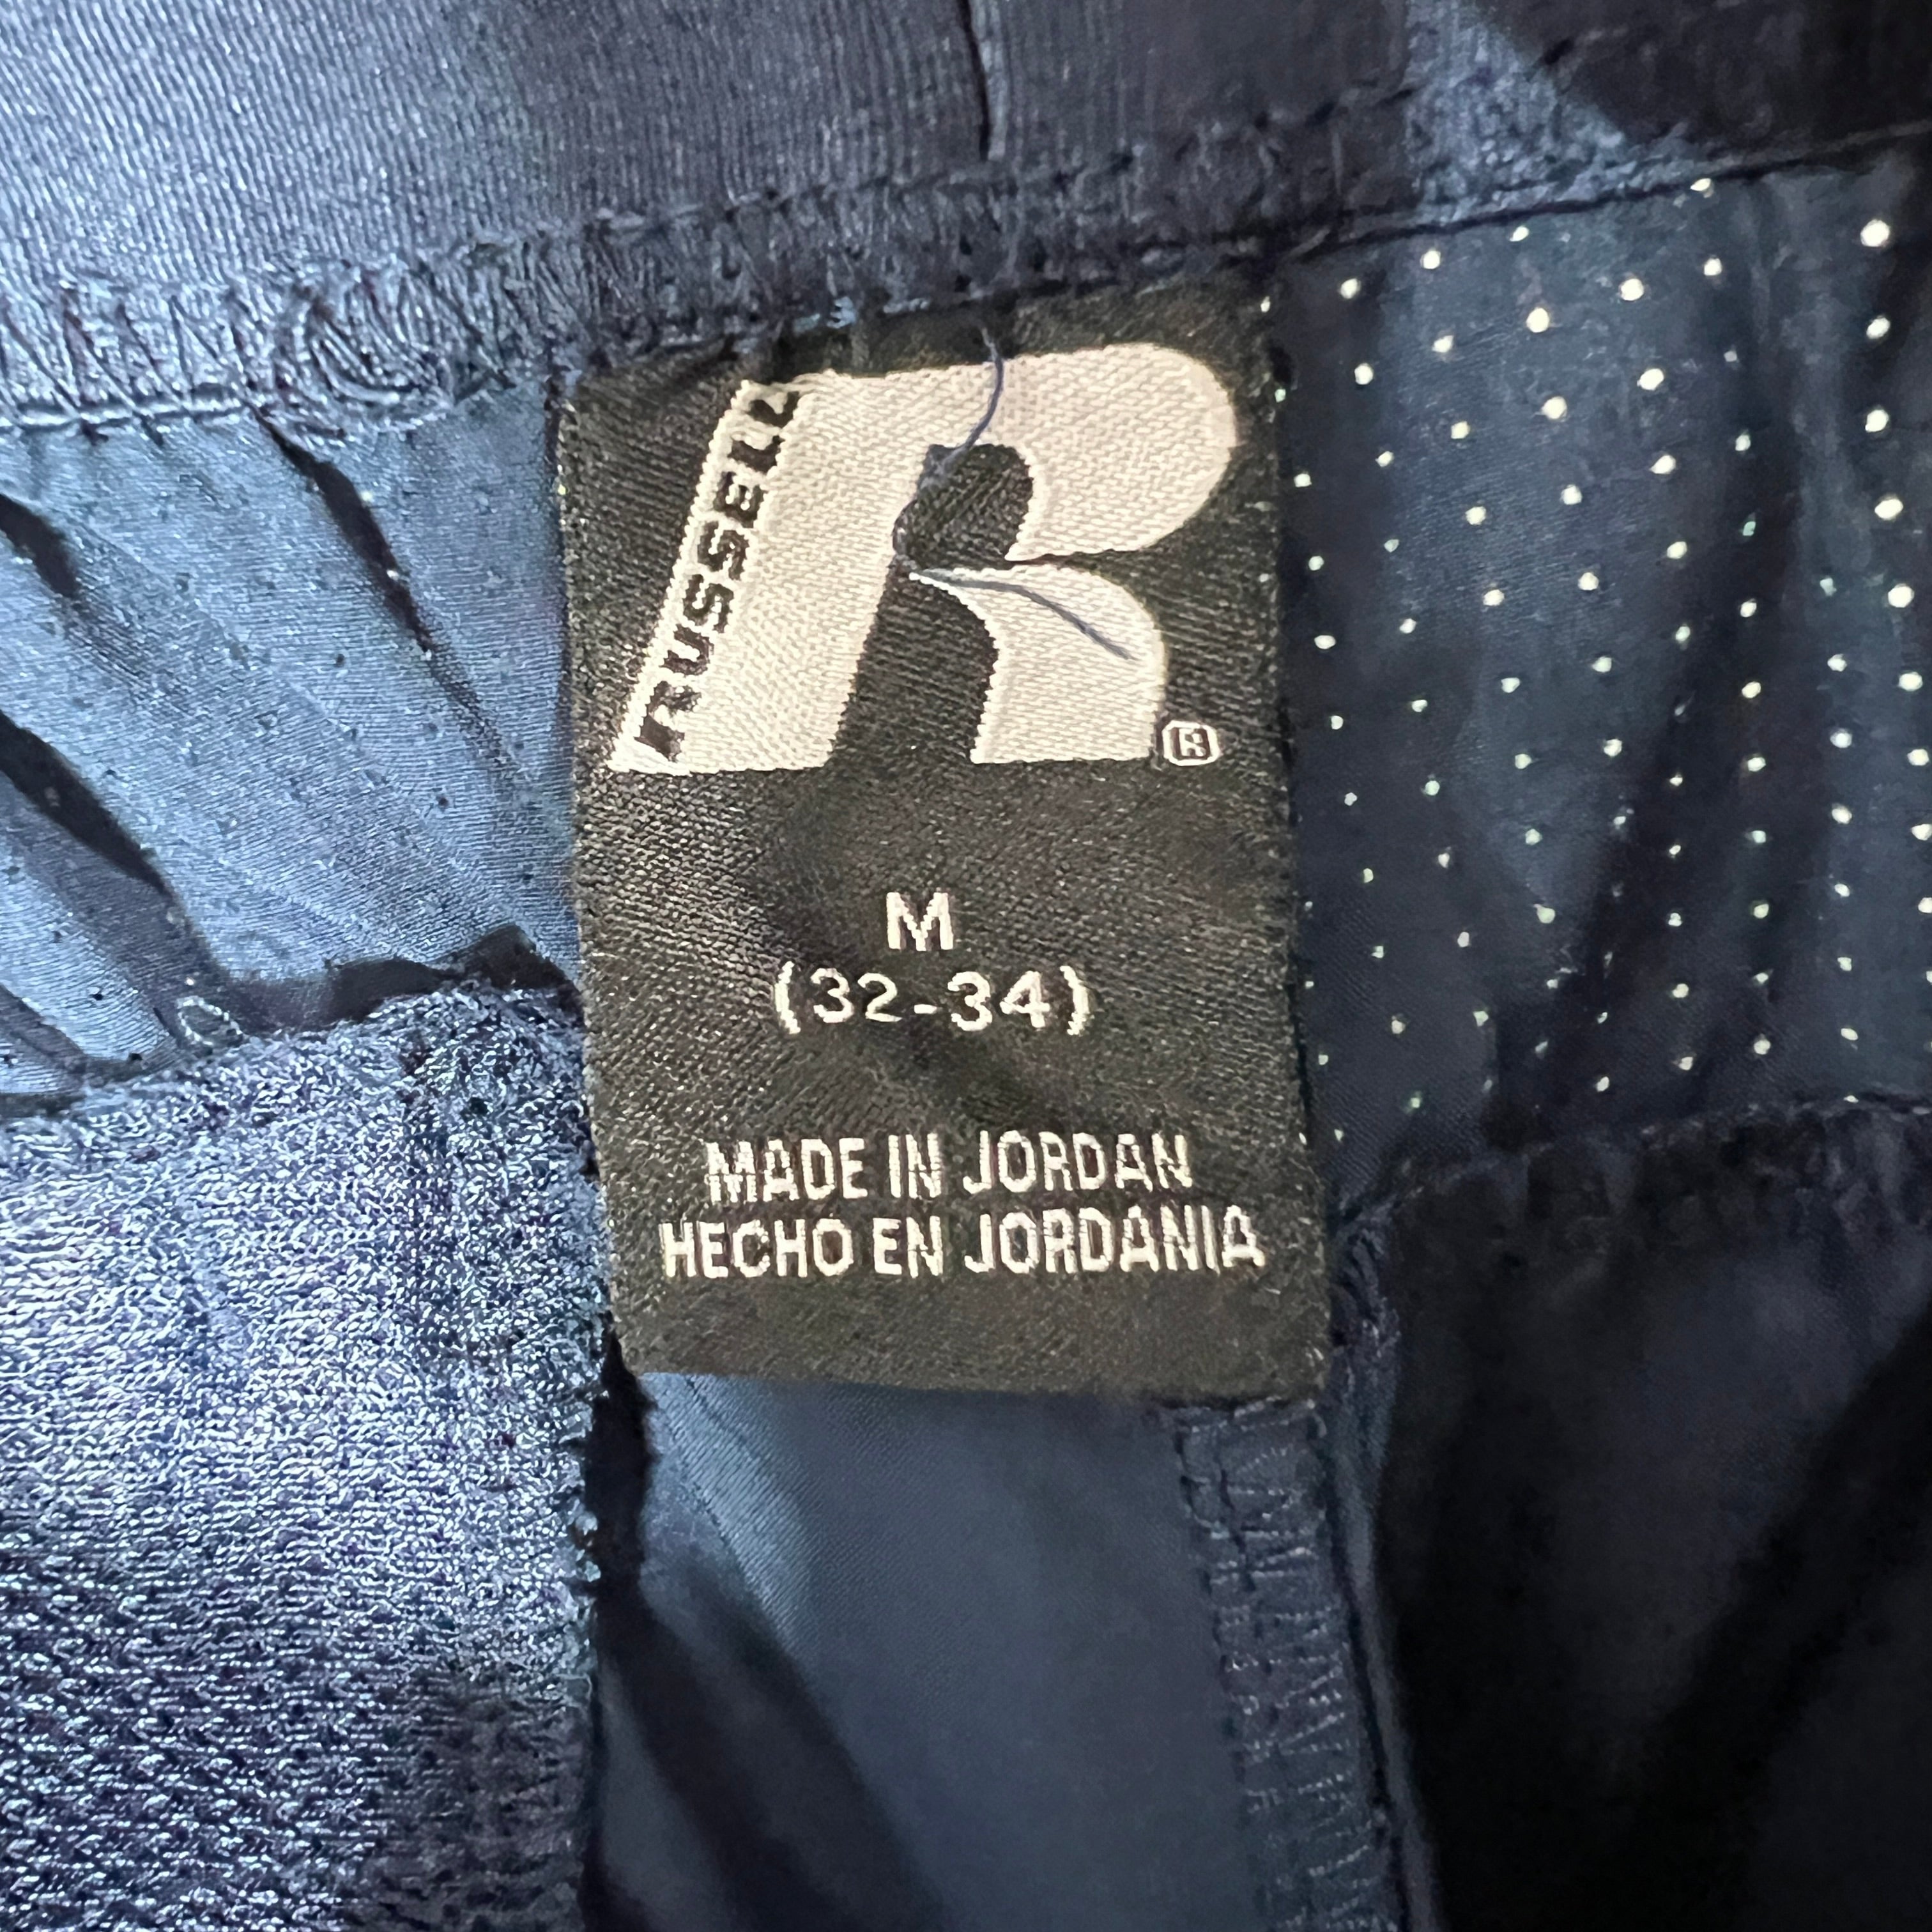 RUSSELL
R
®
M
(32-34)
MADE IN JORDAN
HECHO EN JORDANIA